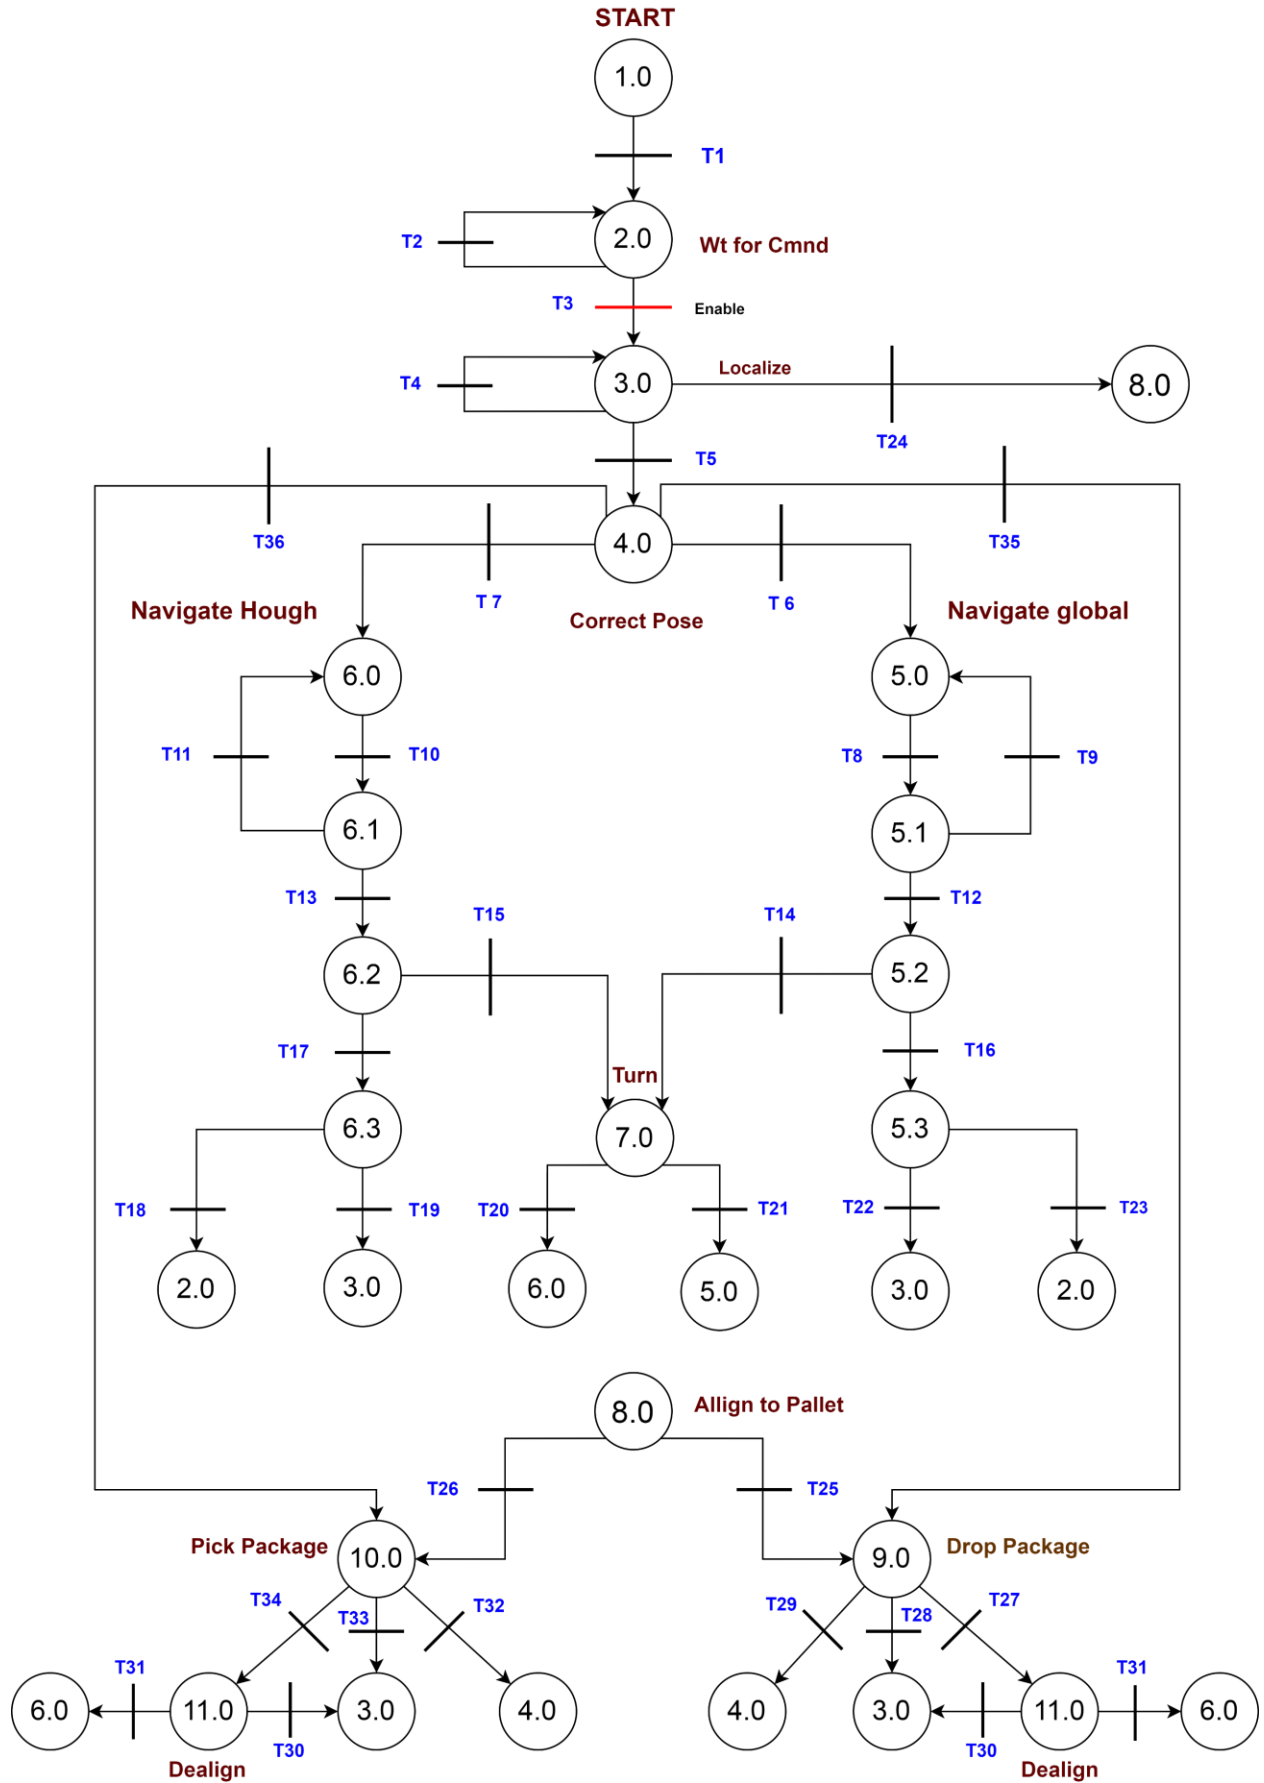 START
1.0
T1
T2
2.0
Wt for Cmnd
T3
Enable
T4
3.0
Localize
8.0
T24
T5
T36
4.0
T35
T 7
T 6
Navigate Hough
Correct Pose
Navigate global
6.0
5.0
T11
T10
T8
T9
6.1
5.1
T13
T12
T15
T14
6.2
5.2
T17
T16
Turn
6.3
7.0
5.3
T18
T19
T20
T21
T22
T23
2.0
3.0
6.0
5.0
3.0
2.0
8.0
Allign to Pallet
T26
T25
Pick Package
10.0
9.0
Drop Package
T34
T33
T32
T29
T28
T27
T31
T31
6.0
11.0
3.0
4.0
4.0
3.0
11.0
6.0
T30
T30
Dealign
Dealign